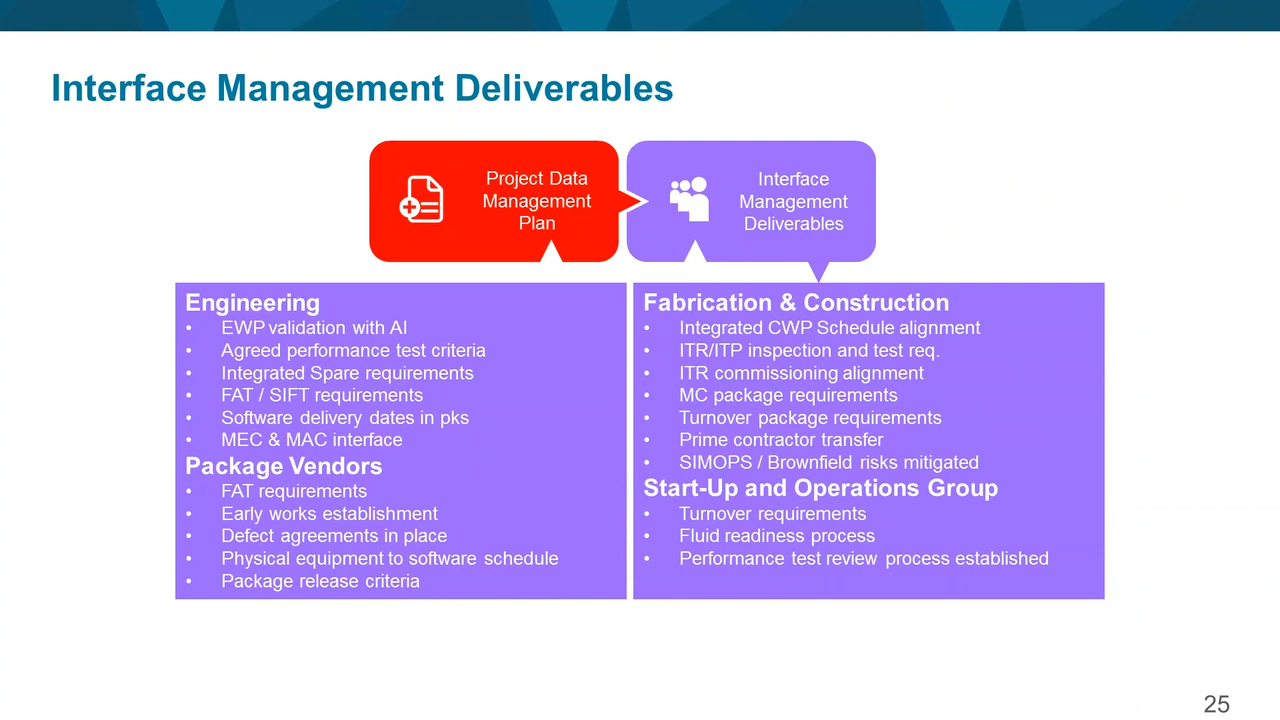 Interface Management Deliverables
Project Data
Management
Plan
Interface
Management
Deliverables
Engineering
• EWP validation with AI
• Agreed performance test criteria
• Integrated Spare requirements
• FAT / SIFT requirements
• Software delivery dates in pks
• MEC & MAC interface
Package Vendors
• FAT requirements
• Early works establishment
• Defect agreements in place
• Physical equipment to software schedule
• Package release criteria
Fabrication & Construction
• Integrated CWP Schedule alignment
• ITR/ITP inspection and test req.
• ITR commissioning alignment
• MC package requirements
• Turnover package requirements
• Prime contractor transfer
• SIMOPS / Brownfield risks mitigated
Start-Up and Operations Group
• Turnover requirements
• Fluid readiness process
• Performance test review process established
25